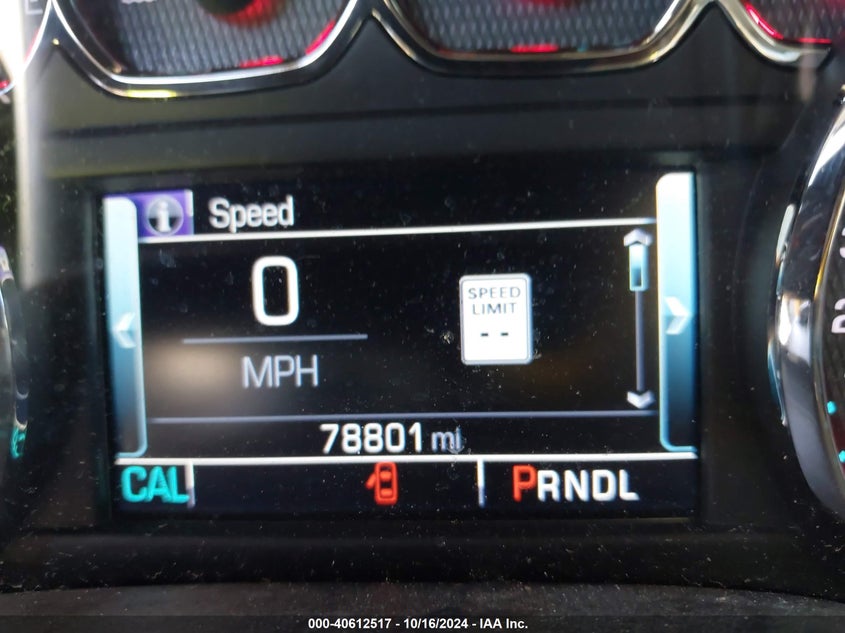 E
Speed
0
MPH
SPEED
LIMIT
--
78801 mi
CAL
PRNDL
000-40612517 - 10/16/2024 - IAA Inc.